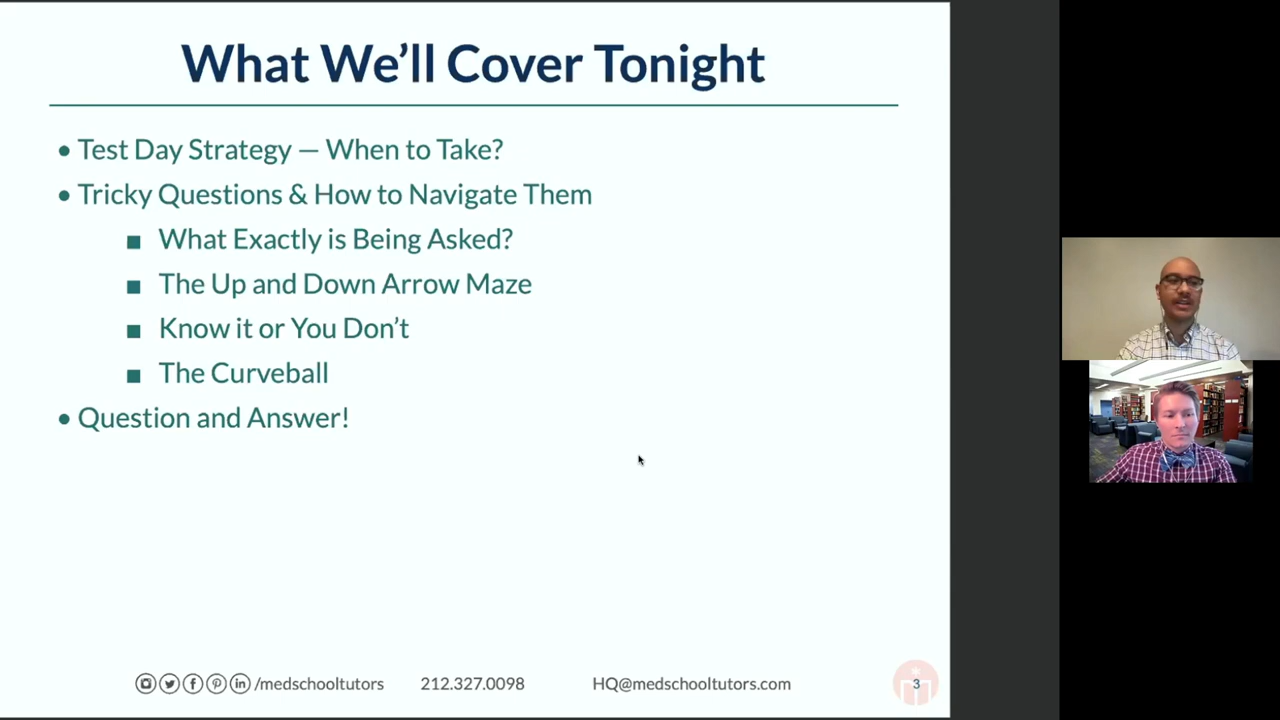 What We'll Cover Tonight
• Test Day Strategy — When to Take?
• Tricky Questions & How to Navigate Them
■ What Exactly is Being Asked?
■ The Up and Down Arrow Maze
■ Know it or You Don't
■ The Curveball
• Question and Answer!
/medschooltutors 212.327.0098 HQ@medschooltutors.com 3